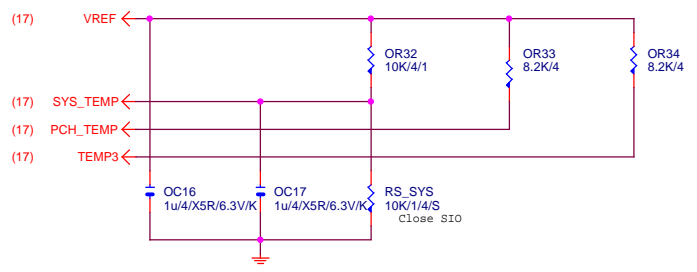 (17) VREF
OR32
10K/4/1
OR33
8.2K/4
OR34
8.2K/4
(17) SYS_TEMP
(17) PCH_TEMP
(17) TEMP3
OC16
1u/4/X5R/6.3V/K
OC17
1u/4/X5R/6.3V/K
RS_SYS
10K/1/4/S
Close SIO